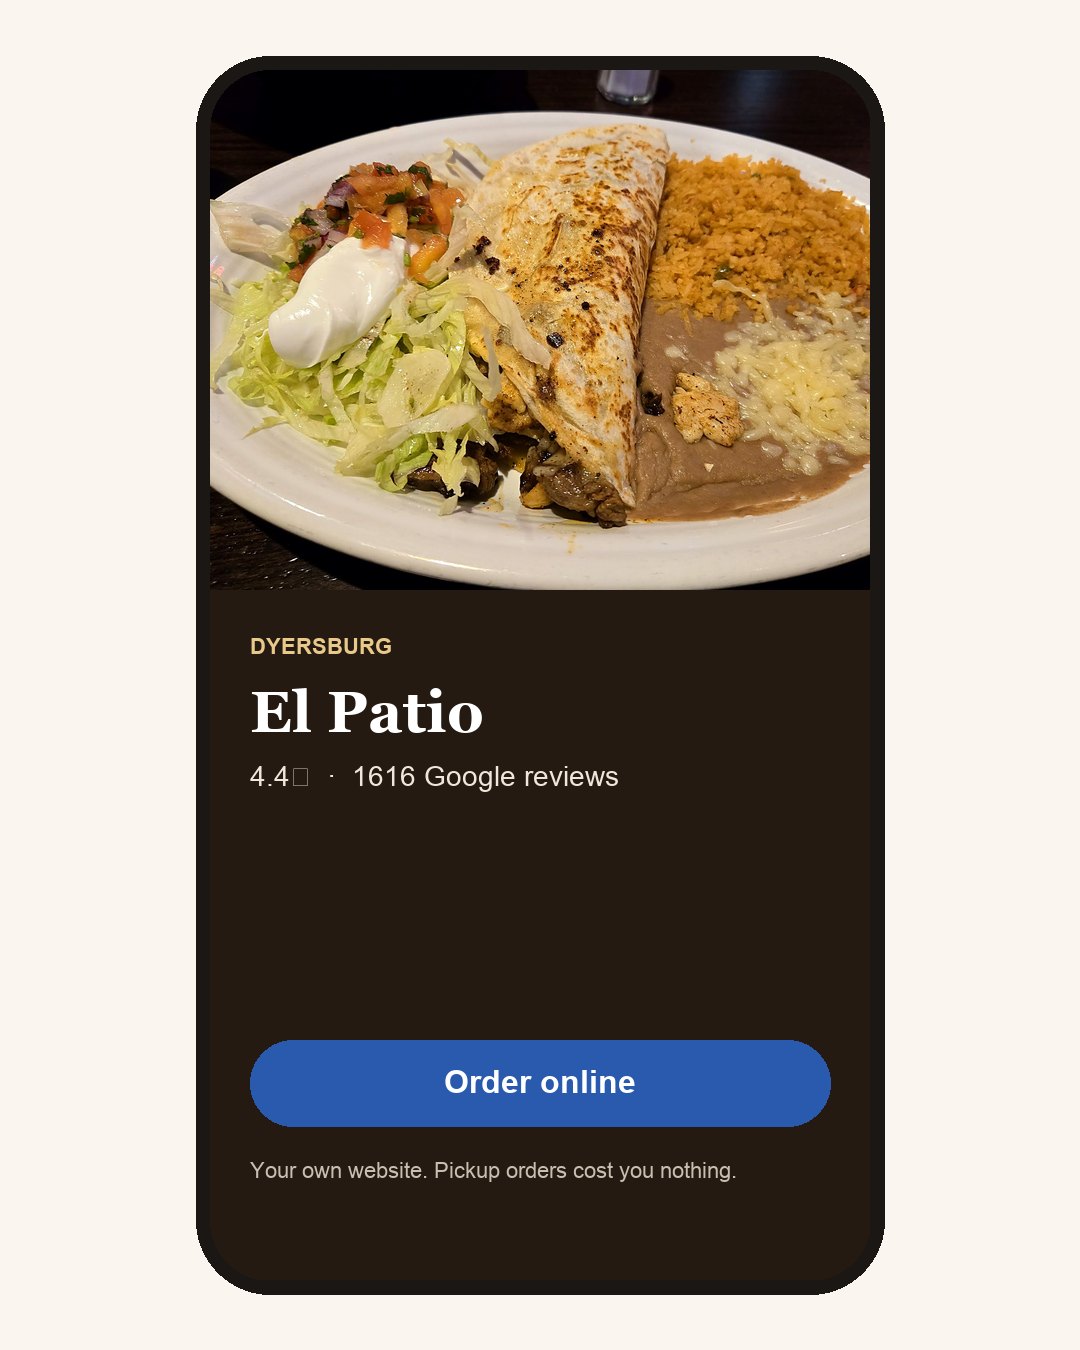 DYERSBURG
El Patio
4.4□ · 1616 Google reviews
Order online
Your own website. Pickup orders cost you nothing.